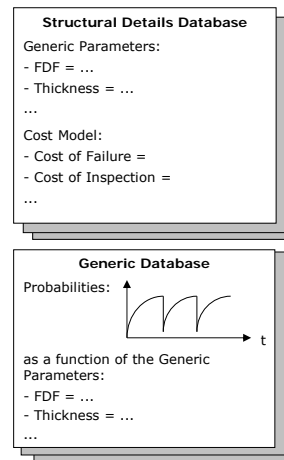 Structural Details Database
Generic Parameters:
- FDF = ...
- Thickness = ...
...
Cost Model:
- Cost of Failure =
- Cost of Inspection =
...
Generic Database
Probabilities:
t
as a function of the Generic
Parameters:
- FDF = ...
- Thickness = ...
...